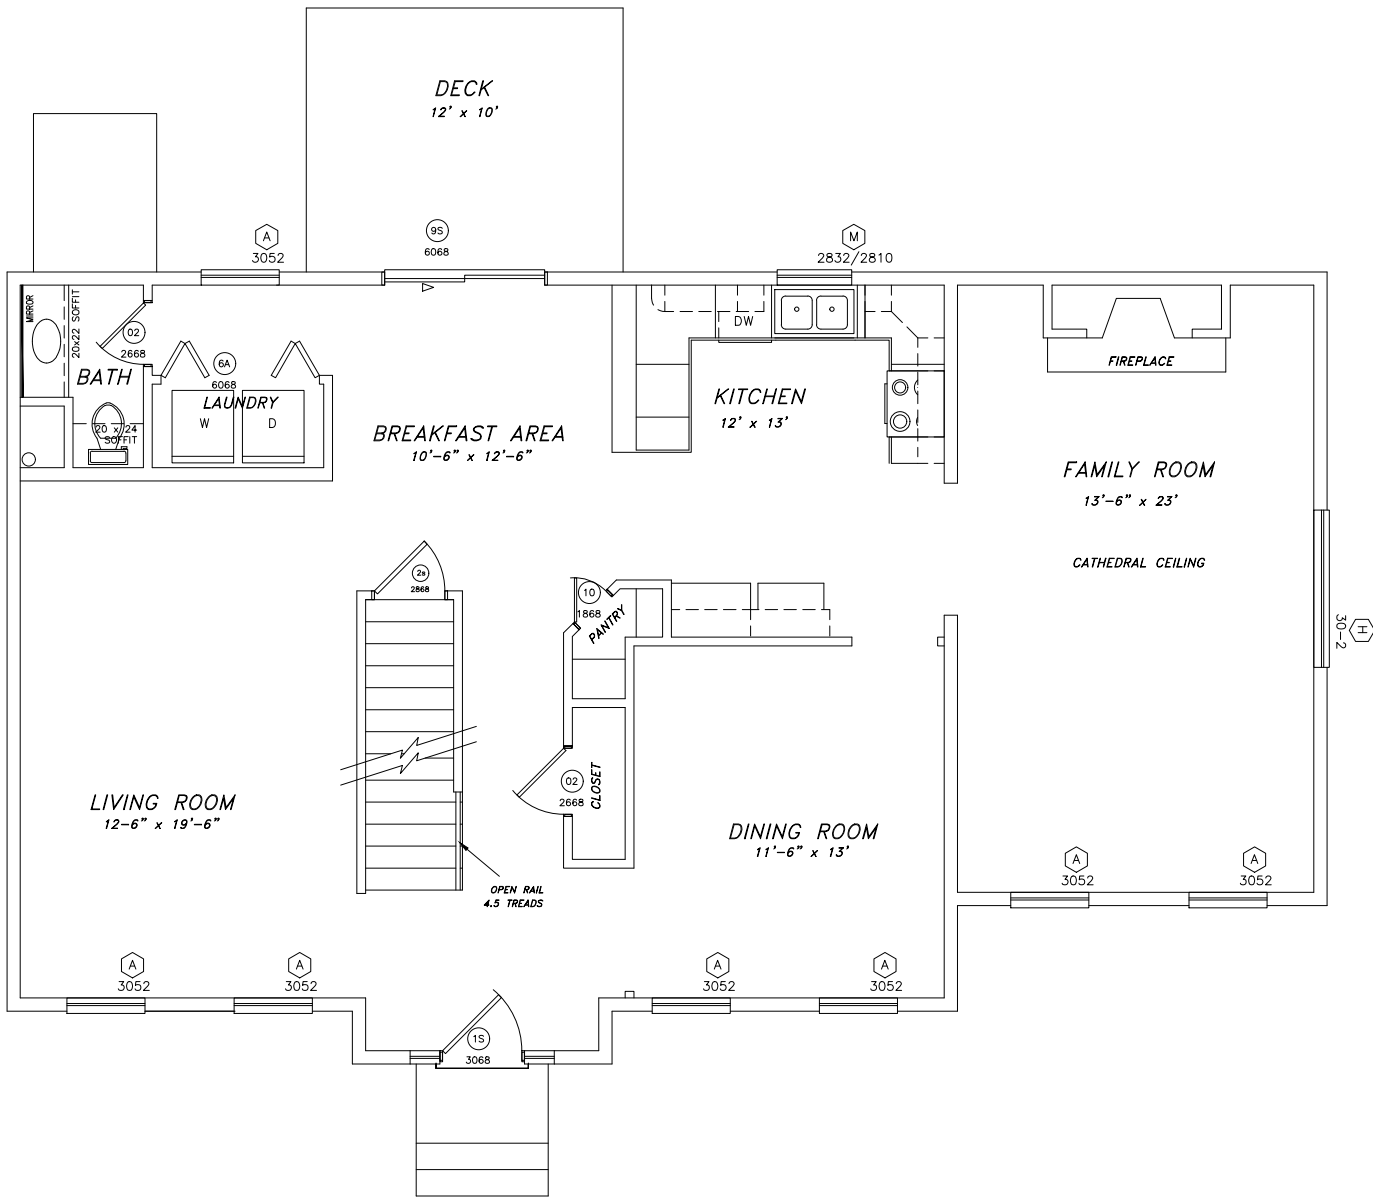 DECK
12' x 10'
A
3052
9S
6068
M
2832/2810
MIRROR
20x22 SOFFIT
02
2668
BATH
6A
6068
LAUNDRY
W
D
20 x 24
SOFFIT
BREAKFAST AREA
10'-6" x 12'-6"
DW
KITCHEN
12' x 13'
FIREPLACE
FAMILY ROOM
13'-6" x 23'
CATHEDRAL CEILING
H
30-2
2s
2868
10
1868
PANTRY
02
2668
CLOSET
LIVING ROOM
12-6" x 19'-6"
OPEN RAIL
4.5 TREADS
DINING ROOM
11'-6" x 13'
A
3052
A
3052
A
3052
A
3052
A
3052
A
3052
1S
3068